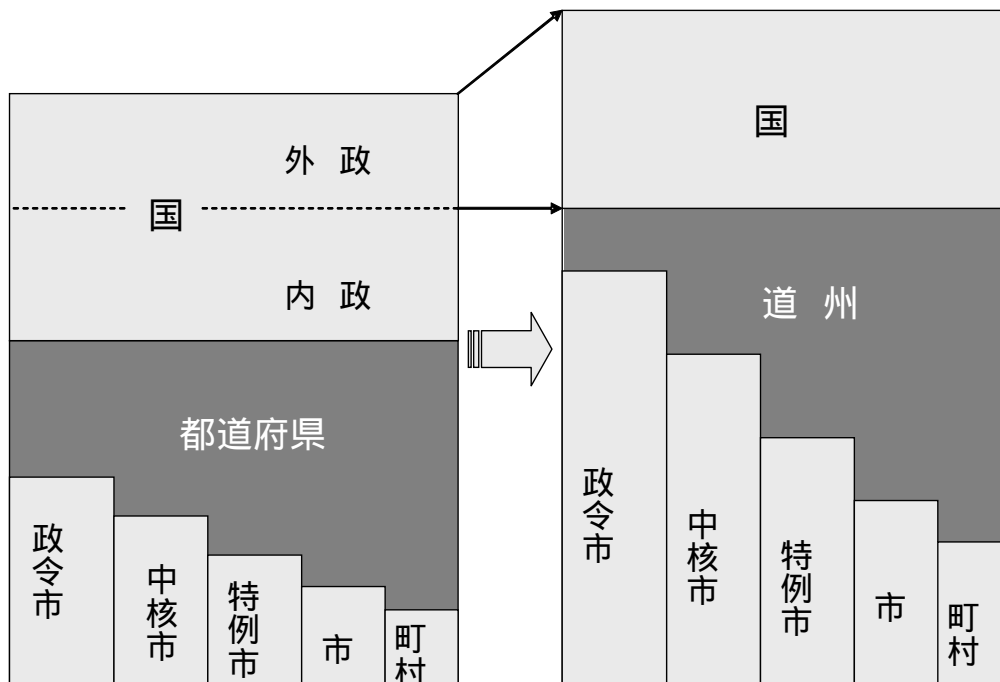 外政
国
内政
都道府県
政令市
中核市
特例市
市
町村
国
道州
政令市
中核市
特例市
市
町村